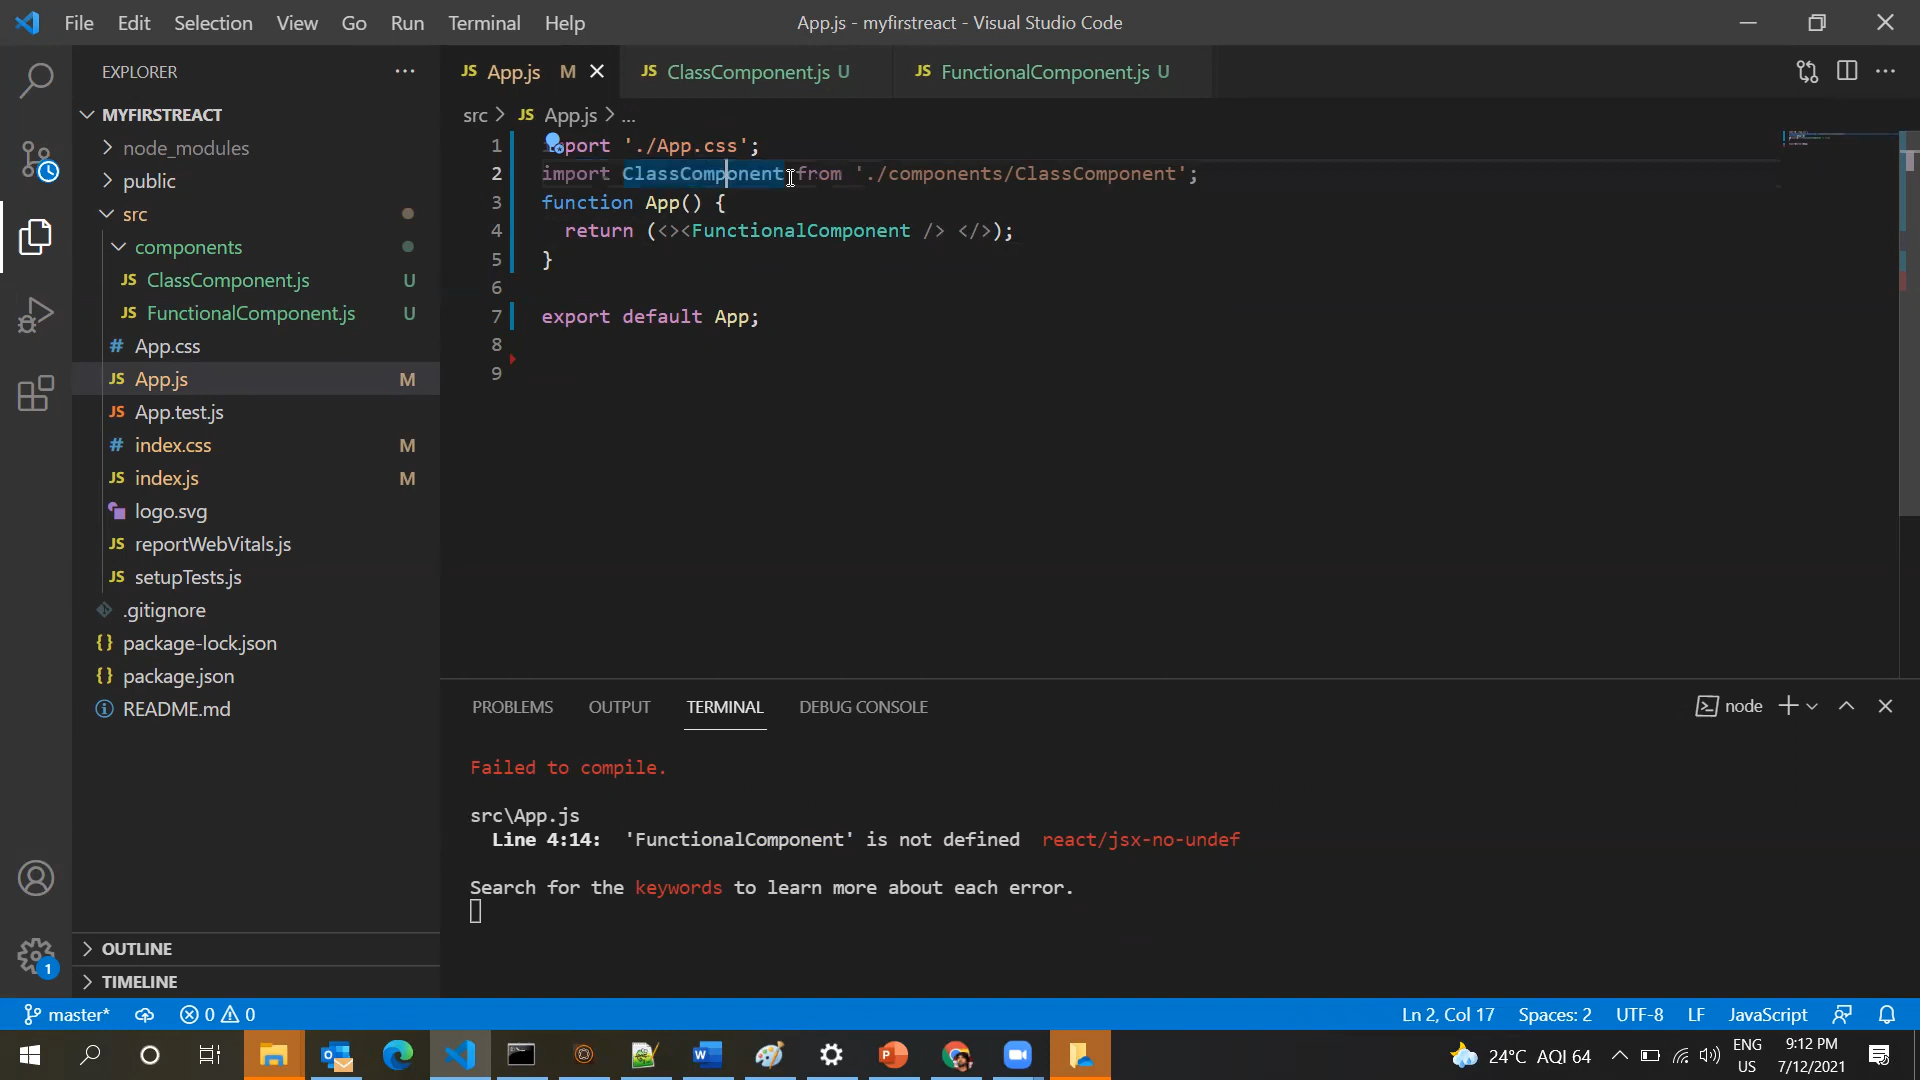 File Edit Selection View Go Run Terminal Help App.js - myfirstreact - Visual Studio Code
EXPLORER
MYFIRSTREACT
node_modules
public
src
components
JS ClassComponent.js U
JS FunctionalComponent.js U
# App.css
JS App.js M
JS App.test.js
# index.css M
JS index.js M
logo.svg
JS reportWebVitals.js
JS setupTests.js
.gitignore
{} package-lock.json
{} package.json
README.md
OUTLINE
TIMELINE
1
JS App.js M JS ClassComponent.js U JS FunctionalComponent.js U
src > JS App.js > ...
1 import './App.css';
2 import ClassComponent from './components/ClassComponent';
3 function App() {
4 return (<><FunctionalComponent /> </>);
5 }
6
7 export default App;
8
9
PROBLEMS OUTPUT TERMINAL DEBUG CONSOLE node
Failed to compile.
src\App.js
Line 4:14: 'FunctionalComponent' is not defined react/jsx-no-undef
Search for the keywords to learn more about each error.
master* 0 0 Ln 2, Col 17 Spaces: 2 UTF-8 LF JavaScript
24°C AQI 64 ENG US 9:12 PM 7/12/2021